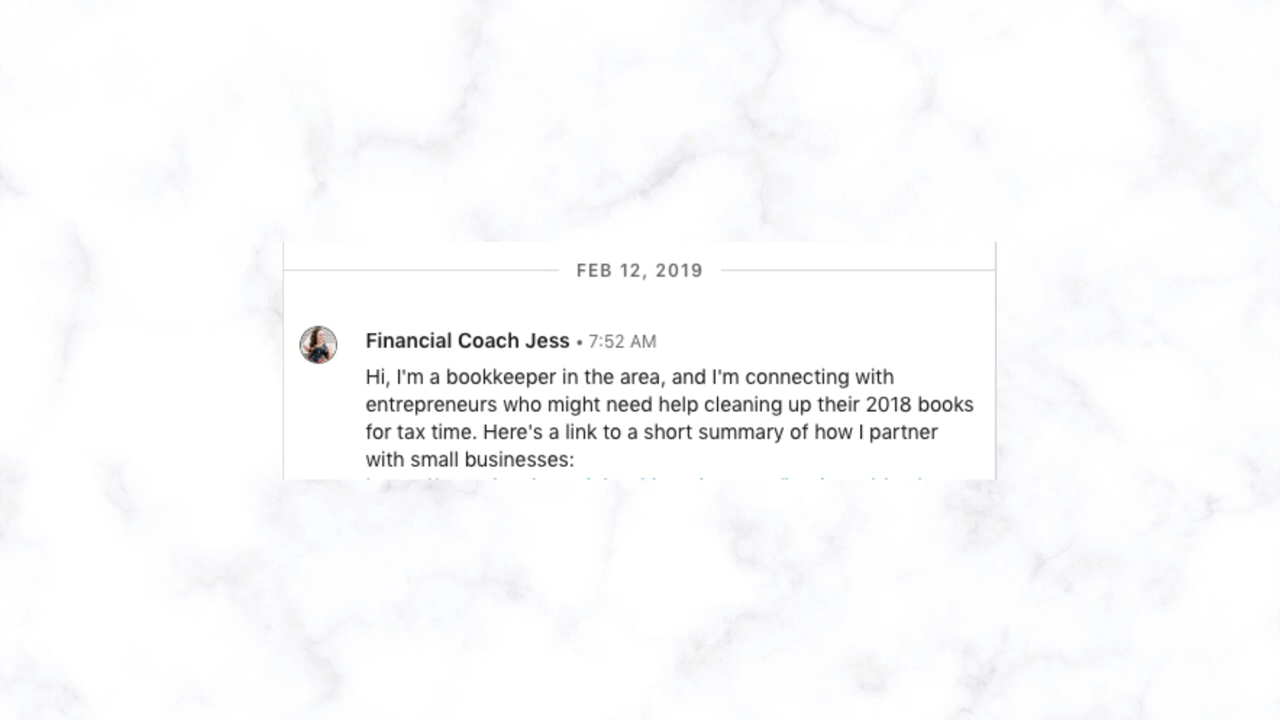 FEB 12, 2019
Financial Coach Jess • 7:52 AM
Hi, I'm a bookkeeper in the area, and I'm connecting with
entrepreneurs who might need help cleaning up their 2018 books
for tax time. Here's a link to a short summary of how I partner
with small businesses: